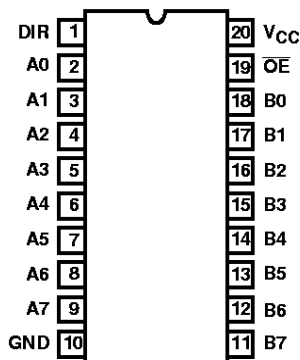 DIR 1 20 VCC
A0 2 19 OE
A1 3 18 B0
A2 4 17 B1
A3 5 16 B2
A4 6 15 B3
A5 7 14 B4
A6 8 13 B5
A7 9 12 B6
GND 10 11 B7